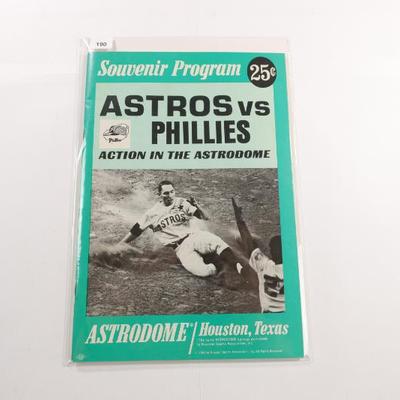 190
Souvenir Program 25¢
ASTROS vs
PHILLIES
Phillies
ACTION IN THE ASTRODOME
ASTROS
ASTRODOME® / Houston, Texas